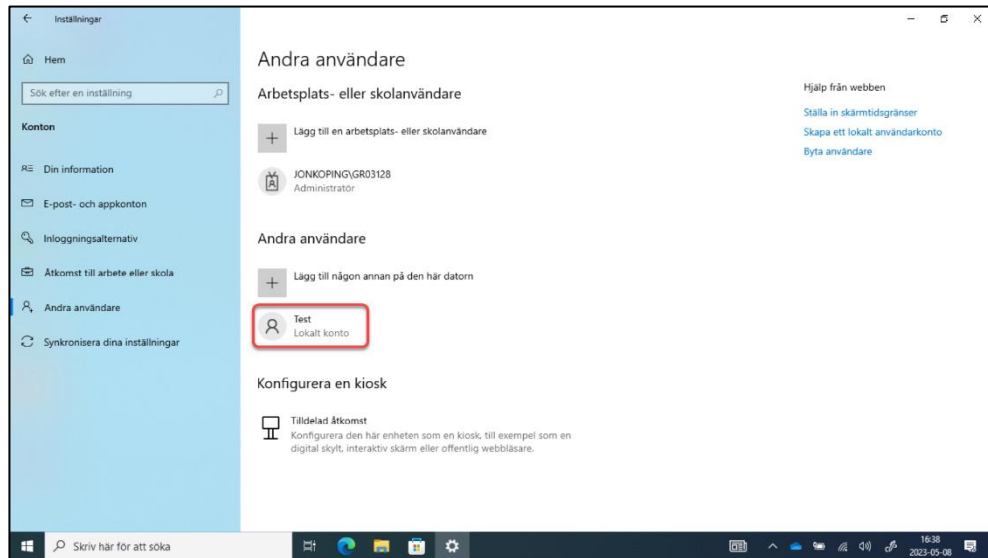 Inställningar
Hem
Sök efter en inställning
Konton
Din information
E-post- och appkonton
Inloggningsalternativ
Åtkomst till arbete eller skola
Andra användare
Synkronisera dina inställningar
Andra användare
Arbetsplats- eller skolanvändare
Lägg till en arbetsplats- eller skolanvändare
JONKOPING\GR03128
Administratör
Andra användare
Lägg till någon annan på den här datorn
Test
Lokalt konto
Konfigurera en kiosk
Tilldelad åtkomst
Konfigurera den här enheten som en kiosk, till exempel som en
digital skylt, interaktiv skärm eller offentlig webbläsare.
Hjälp från webben
Ställa in skärmtidsgränser
Skapa ett lokalt användarkonto
Byta användare
Skriv här för att söka
16:38
2023-05-08